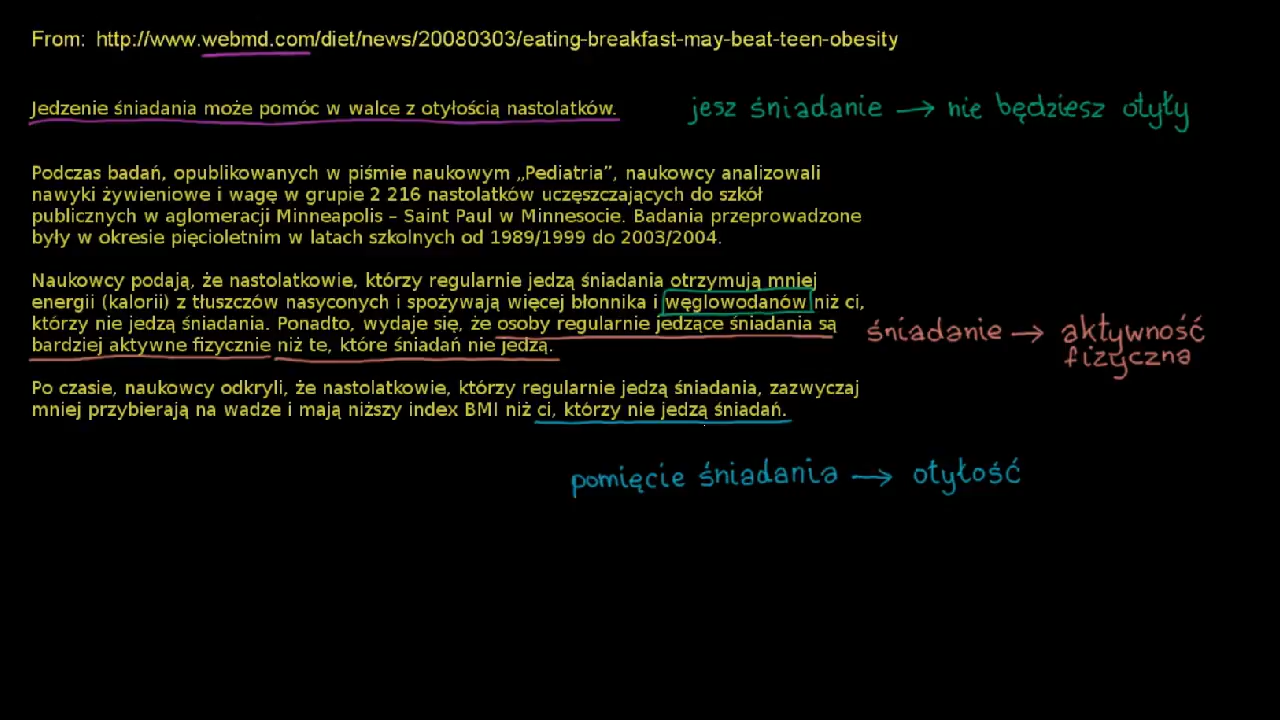 From: http://www.webmd.com/diet/news/20080303/eating-breakfast-may-beat-teen-obesity
Jedzenie śniadania może pomóc w walce z otyłością nastolatków.
jesz śniadanie → nie będziesz otyły
Podczas badań, opublikowanych w piśmie naukowym „Pediatria”, naukowcy analizowali
nawyki żywieniowe i wagę w grupie 2 216 nastolatków uczęszczających do szkół
publicznych w aglomeracji Minneapolis – Saint Paul w Minnesocie. Badania przeprowadzone
były w okresie pięcioletnim w latach szkolnych od 1989/1999 do 2003/2004.
Naukowcy podają, że nastolatkowie, którzy regularnie jedzą śniadania otrzymują mniej
energii (kalorii) z tłuszczów nasyconych i spożywają więcej błonnika i węglowodanów niż ci,
którzy nie jedzą śniadania. Ponadto, wydaje się, że osoby regularnie jedzące śniadania są
bardziej aktywne fizycznie niż te, które śniadań nie jedzą.
śniadanie → aktywność
fizyczna
Po czasie, naukowcy odkryli, że nastolatkowie, którzy regularnie jedzą śniadania, zazwyczaj
mniej przybierają na wadze i mają niższy index BMI niż ci, którzy nie jedzą śniadań.
pomięcie śniadania → otyłość